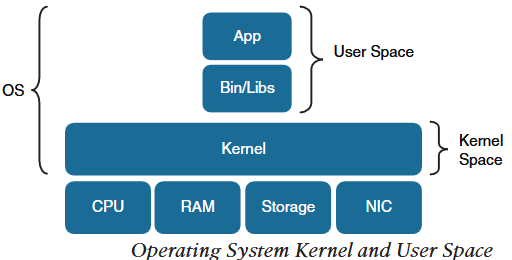 App
User Space
OS
Bin/Libs
Kernel
Kernel
Space
CPU
RAM
Storage
NIC
Operating System Kernel and User Space